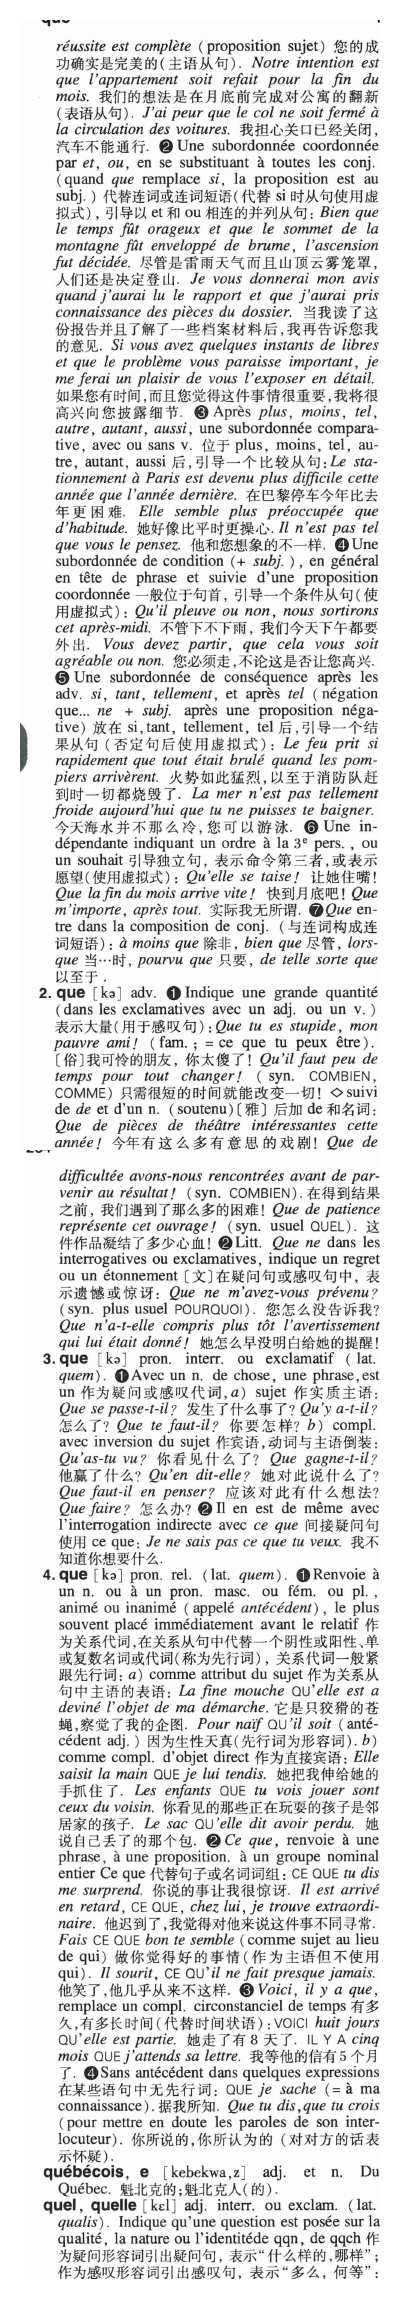 réussite est complète (proposition sujet) 您的成
功确实是完美的(主语从句). Notre intention est
que l'appartement soit refait pour la fin du
mois. 我们的想法是在月底前完成对公寓的翻新
(表语从句). J'ai peur que le col ne soit fermé à
la circulation des voitures. 我担心关口已经关闭,
汽车不能通行. ❷ Une subordonnée coordonnée
par et, ou, en se substituant à toutes les conj.
(quand que remplace si, la proposition est au
subj.) 代替连词或连词短语(代替 si 时从句使用虚
拟式), 引导以 et 和 ou 相连的并列从句: Bien que
le temps fût orageux et que le sommet de la
montagne fût enveloppé de brume, l'ascension
fut décidée. 尽管是雷雨天气而且山顶云雾笼罩,
人们还是决定登山. Je vous donnerai mon avis
quand j'aurai lu le rapport et que j'aurai pris
connaissance des pièces du dossier. 当我读了这
份报告并且了解了一些档案材料后,我再告诉您我
的意见. Si vous avez quelques instants de libres
et que le problème vous paraisse important, je
me ferai un plaisir de vous l'exposer en détail.
如果您有时间,而且您觉得这件事情很重要,我将很
高兴向您披露细节. ❸ Après plus, moins, tel,
autre, autant, aussi, une subordonnée compara-
tive, avec ou sans v. 位于 plus, moins, tel, au-
tre, autant, aussi 后,引导一个比较从句: Le sta-
tionnement à Paris est devenu plus difficile cette
année que l'année dernière. 在巴黎停车今年比去
年更困难. Elle semble plus préoccupée que
d'habitude. 她好像比平时更操心. Il n'est pas tel
que vous le pensez. 他和您想象的不一样. ❹ Une
subordonnée de condition (+ subj.), en général
en tête de phrase et suivie d'une proposition
coordonnée 一般位于句首, 引导一个条件从句(使
用虚拟式): Qu'il pleuve ou non, nous sortirons
cet après-midi. 不管下不下雨, 我们今天下午都要
外出. Vous devez partir, que cela vous soit
agréable ou non. 您必须走,不论这是否让您高兴.
❺ Une subordonnée de conséquence après les
adv. si, tant, tellement, et après tel (négation
que... ne + subj. après une proposition néga-
tive) 放在 si, tant, tellement, tel 后,引导一个结
果从句 (否定句后使用虚拟式): Le feu prit si
rapidement que tout était brulé quand les pom-
piers arrivèrent. 火势如此猛烈,以至于消防队赶
到时一切都烧毁了. La mer n'est pas tellement
froide aujourd'hui que tu ne puisses te baigner.
今天海水并不那么冷,您可以游泳. ❻ Une in-
dépendante indiquant un ordre à la 3e pers., ou
un souhait 引导独立句, 表示命令第三者,或表示
愿望(使用虚拟式): Qu'elle se taise! 让她住嘴!
Que la fin du mois arrive vite! 快到月底吧! Que
m'importe, après tout. 实际我无所谓. ❼ Que en-
tre dans la composition de conj. (与连词构成连
词短语): à moins que 除非, bien que 尽管, lors-
que 当…时, pourvu que 只要, de telle sorte que
以至于.
2. que [kə] adv. ❶ Indique une grande quantité
(dans les exclamatives avec un adj. ou un v.)
表示大量(用于感叹句): Que tu es stupide, mon
pauvre ami! (fam. ; = ce que tu peux être).
[俗]我可怜的朋友, 你太傻了! Qu'il faut peu de
temps pour tout changer! (syn. COMBIEN,
COMME) 只需很短的时间就能改变一切! ◇ suivi
de de et d'un n. (soutenu)[雅] 后加 de 和名词:
Que de pièces de théâtre intéressantes cette
année! 今年有这么多有意思的戏剧! Que de
difficultée avons-nous rencontrées avant de par-
venir au résultat! (syn. COMBIEN). 在得到结果
之前, 我们遇到了那么多的困难! Que de patience
représente cet ouvrage! (syn. usuel QUEL). 这
件作品凝结了多少心血! ❷ Litt. Que ne dans les
interrogatives ou exclamatives, indique un regret
ou un étonnement [文]在疑问句或感叹句中, 表
示遗憾或惊讶: Que ne m'avez-vous prévenu?
(syn. plus usuel POURQUOI). 您怎么没告诉我?
Que n'a-t-elle compris plus tôt l'avertissement
qui lui était donné! 她怎么早没明白给她的提醒!
3. que [kə] pron. interr. ou exclamatif (lat.
quem). ❶ Avec un n. de chose, une phrase,est
un 作为疑问或感叹代词, a) sujet 作实质主语:
Que se passe-t-il? 发生了什么事了? Qu'y a-t-il?
怎么了? Que te faut-il? 你要怎样? b) compl.
avec inversion du sujet 作宾语,动词与主语倒装:
Qu'as-tu vu? 你看见什么了? Que gagne-t-il?
他赢了什么? Qu'en dit-elle? 她对此说什么了?
Que faut-il en penser? 应该对此有什么想法?
Que faire? 怎么办? ❷ Il en est de même avec
l'interrogation indirecte avec ce que 间接疑问句
使用 ce que: Je ne sais pas ce que tu veux. 我不
知道你想要什么.
4. que [kə] pron. rel. (lat. quem). ❶ Renvoie à
un n. ou à un pron. masc. ou fém. ou pl.,
animé ou inanimé (appelé antécédent), le plus
souvent placé immédiatement avant le relatif 作
为关系代词,在关系从句中代替一个阴性或阳性、单
或复数名词或代词(称为先行词), 关系代词一般紧
跟先行词: a) comme attribut du sujet 作为关系从
句中主语的表语: La fine mouche QU'elle est a
deviné l'objet de ma démarche. 它是只狡猾的苍
蝇,察觉了我的企图. Pour naïf QU'il soit (anté-
cédent adj.) 因为生性天真(先行词为形容词). b)
comme compl. d'objet direct 作为直接宾语: Elle
saisit la main QUE je lui tendis. 她把我伸给她的
手抓住了. Les enfants QUE tu vois jouer sont
ceux du voisin. 你看见的那些正在玩耍的孩子是邻
居家的孩子. Le sac QU'elle dit avoir perdu. 她
说自己丢了的那个包. ❷ Ce que, renvoie à une
phrase, à une proposition. à un groupe nominal
entier Ce que 代替句子或名词词组: CE QUE tu dis
me surprend. 你说的事让我很惊讶. Il est arrivé
en retard, CE QUE, chez lui, je trouve extraordi-
naire. 他迟到了,我觉得对他来说这件事不同寻常.
Fais CE QUE bon te semble (comme sujet au lieu
de qui) 做你觉得好的事情(作为主语但不使用
qui). Il sourit, CE QU'il ne fait presque jamais.
他笑了,他几乎从来不这样. ❸ Voici, il y a que,
remplace un compl. circonstanciel de temps 有多
久,有多长时间(代替时间状语): VOICI huit jours
QU'elle est partie. 她走了有 8 天了. IL Y A cinq
mois QUE j'attends sa lettre. 我等他的信有 5 个月
了. ❹ Sans antécédent dans quelques expressions
在某些语句中无先行词: QUE je sache (= à ma
connaissance). 据我所知. Que tu dis,que tu crois
(pour mettre en doute les paroles de son inter-
locuteur). 你所说的,你所认为的 (对对方的话表
示怀疑).
québécois, e [kebekwa,z] adj. et n. Du
Québec. 魁北克的;魁北克人(的).
quel, quelle [kɛl] adj. interr. ou exclam. (lat.
qualis). Indique qu'une question est posée sur la
qualité, la nature ou l'identitéde qqn, de qqch 作
为疑问形容词引出疑问句, 表示“什么样的,哪样”;
作为感叹形容词引出感叹句, 表示“多么, 何等”: